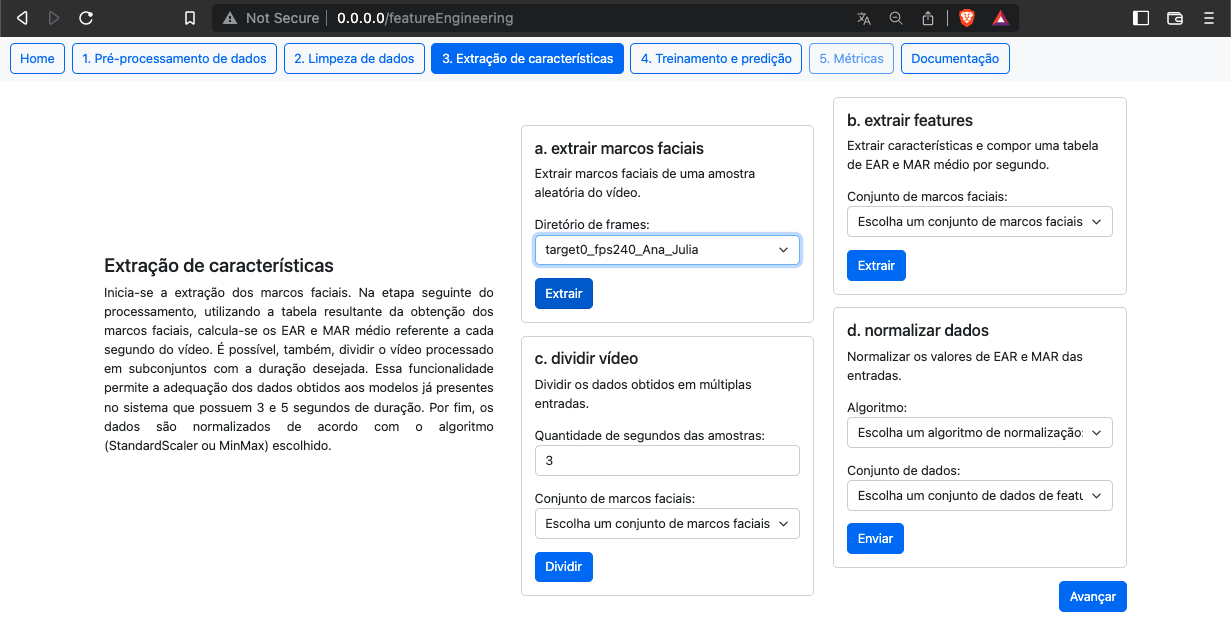 Not Secure
0.0.0.0/featureEngineering
Home
1. Pré-processamento de dados
2. Limpeza de dados
3. Extração de características
4. Treinamento e predição
5. Métricas
Documentação
Extração de características
Inicia-se a extração dos marcos faciais. Na etapa seguinte do
processamento, utilizando a tabela resultante da obtenção dos
marcos faciais, calcula-se os EAR e MAR médio referente a cada
segundo do vídeo. É possível, também, dividir o vídeo processado
em subconjuntos com a duração desejada. Essa funcionalidade
permite a adequação dos dados obtidos aos modelos já presentes
no sistema que possuem 3 e 5 segundos de duração. Por fim, os
dados são normalizados de acordo com o algoritmo
(StandardScaler ou MinMax) escolhido.
a. extrair marcos faciais
Extrair marcos faciais de uma amostra
aleatória do vídeo.
Diretório de frames:
target0_fps240_Ana_Julia
Extrair
b. extrair features
Extrair características e compor uma tabela
de EAR e MAR médio por segundo.
Conjunto de marcos faciais:
Escolha um conjunto de marcos faciais
Extrair
c. dividir vídeo
Dividir os dados obtidos em múltiplas
entradas.
Quantidade de segundos das amostras:
3
Conjunto de marcos faciais:
Escolha um conjunto de marcos faciais
Dividir
d. normalizar dados
Normalizar os valores de EAR e MAR das
entradas.
Algoritmo:
Escolha um algoritmo de normalização:
Conjunto de dados:
Escolha um conjunto de dados de featu
Enviar
Avançar